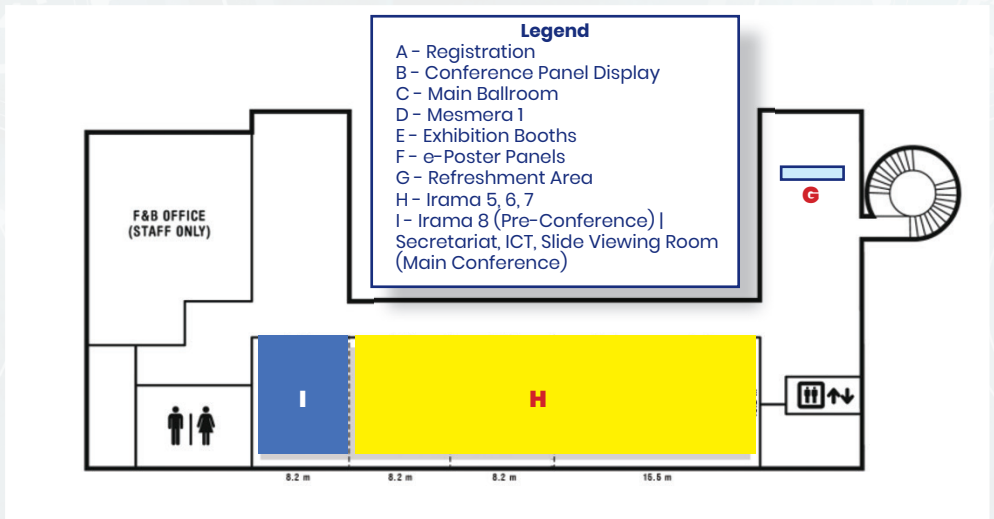 Legend
A - Registration
B - Conference Panel Display
C - Main Ballroom
D - Mesmera 1
E - Exhibition Booths
F - e-Poster Panels
G - Refreshment Area
H - Irama 5, 6, 7
I - Irama 8 (Pre-Conference) |
Secretariat, ICT, Slide Viewing Room
(Main Conference)
F&B OFFICE
(STAFF ONLY)
G
I
H
8.2 m
8.2 m
8.2 m
15.5 m